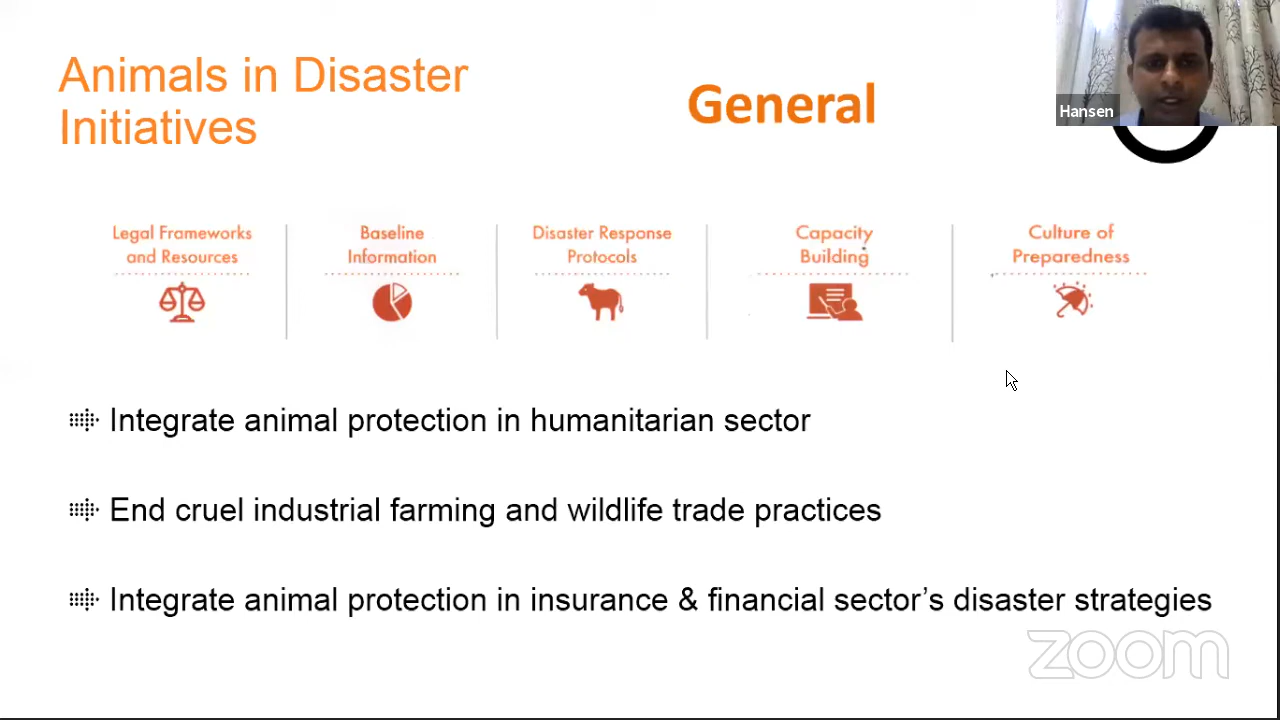 Animals in Disaster
Initiatives
General
Hansen
Legal Frameworks
and Resources
Baseline
Information
Disaster Response
Protocols
Capacity
Building
Culture of
Preparedness
Integrate animal protection in humanitarian sector
End cruel industrial farming and wildlife trade practices
Integrate animal protection in insurance & financial sector’s disaster strategies
zoom